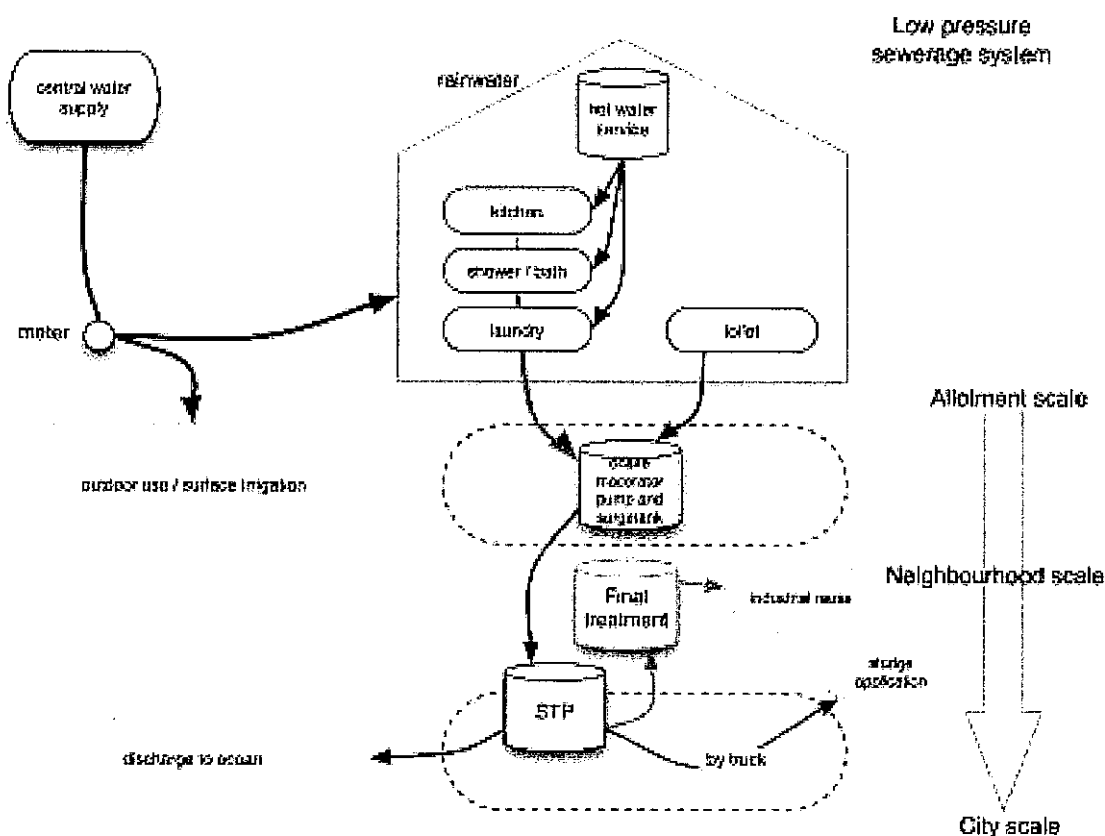 Low pressure
sewerage system
central water
supply
rainwater
hot water
service
kitchen
shower / bath
laundry
toilet
meter
Allotment scale
outdoor use / surface irrigation
pump and
Neighbourhood scale
Final
treatment
industrial reuse
sludge
application
STP
discharge to ocean
by truck
City scale